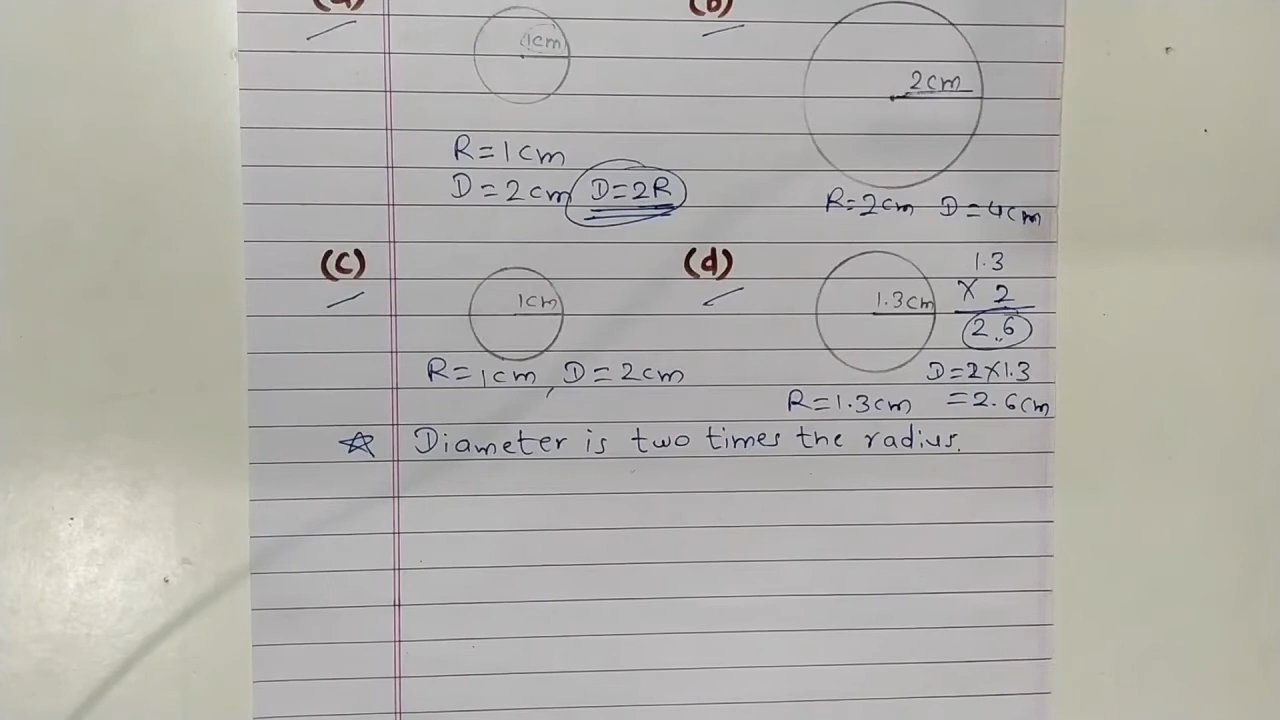 (a) 1cm
R=1cm
D=2cm D=2R
(b) 2cm
R=2cm D=4cm
(c) 1cm
R=1cm, D=2cm
(d) 1.3cm
1.3
X 2
2.6
D=2X1.3
R=1.3cm =2.6cm
☆ Diameter is two times the radius.